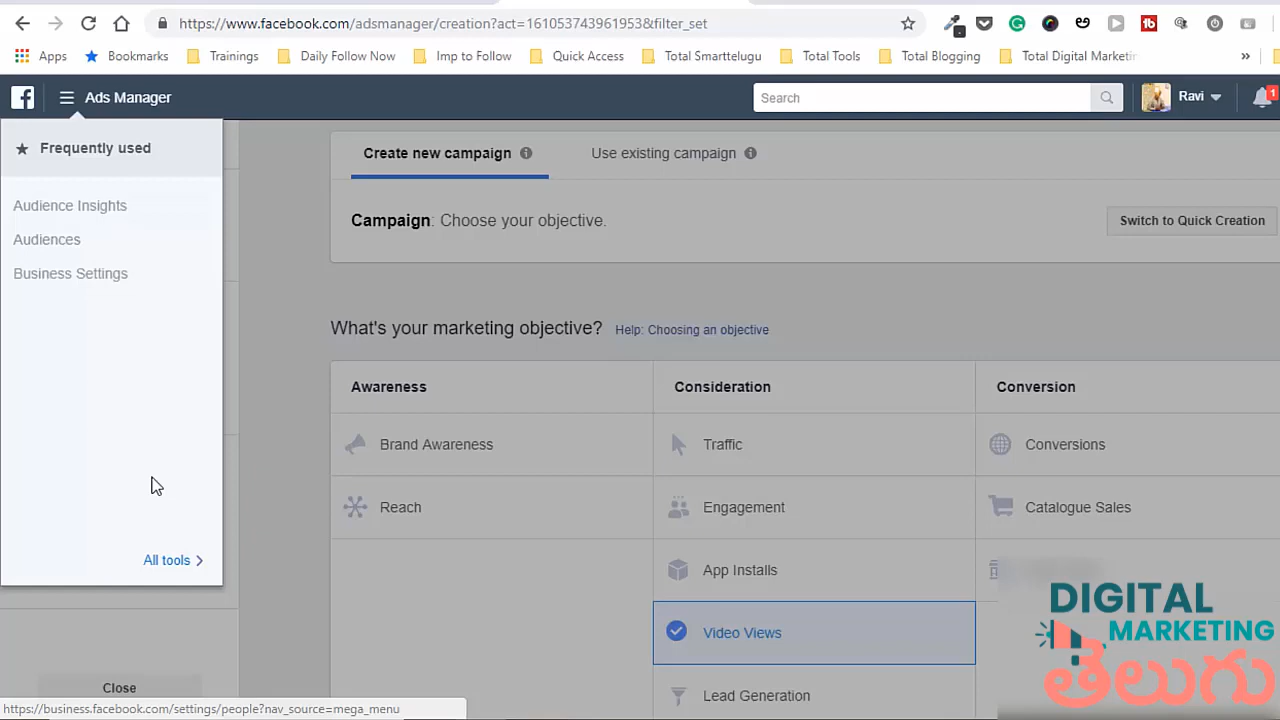 https://www.facebook.com/adsmanager/creation?act=161053743961953&filter_set
Apps Bookmarks Trainings Daily Follow Now Imp to Follow Quick Access Total Smarttelugu Total Tools Total Blogging Total Digital Marketin »
Ads Manager Search Ravi 1
Frequently used
Audience Insights
Audiences
Business Settings
All tools
Close
Create new campaign Use existing campaign
Campaign: Choose your objective. Switch to Quick Creation
What's your marketing objective? Help: Choosing an objective
Awareness Consideration Conversion
Brand Awareness Traffic Conversions
Reach Engagement Catalogue Sales
App Installs
Video Views
Lead Generation
https://business.facebook.com/settings/people?nav_source=mega_menu
DIGITAL
MARKETING
తెలుగు